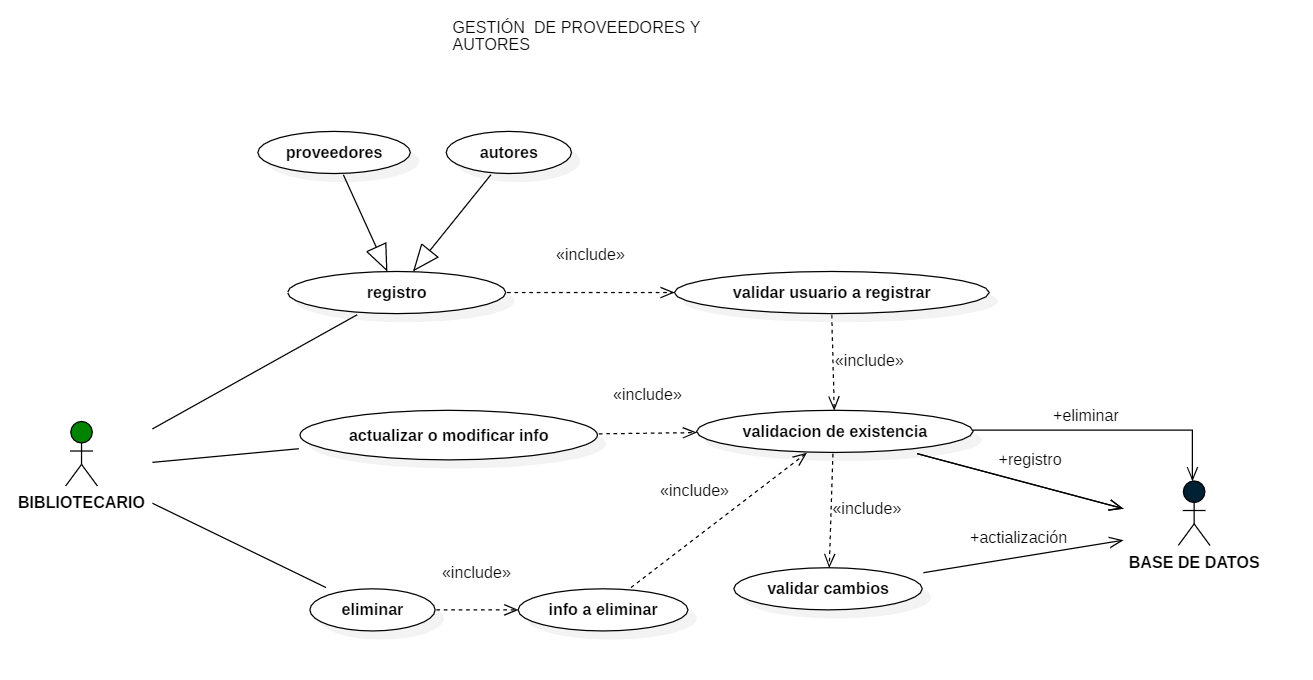 GESTIÓN  DE PROVEEDORES Y
AUTORES
proveedores
autores
«include»
registro
validar usuario a registrar
«include»
«include»
actualizar o modificar info
validacion de existencia
+eliminar
+registro
«include»
BIBLIOTECARIO
«include»
+actialización
BASE DE DATOS
«include»
validar cambios
eliminar
info a eliminar